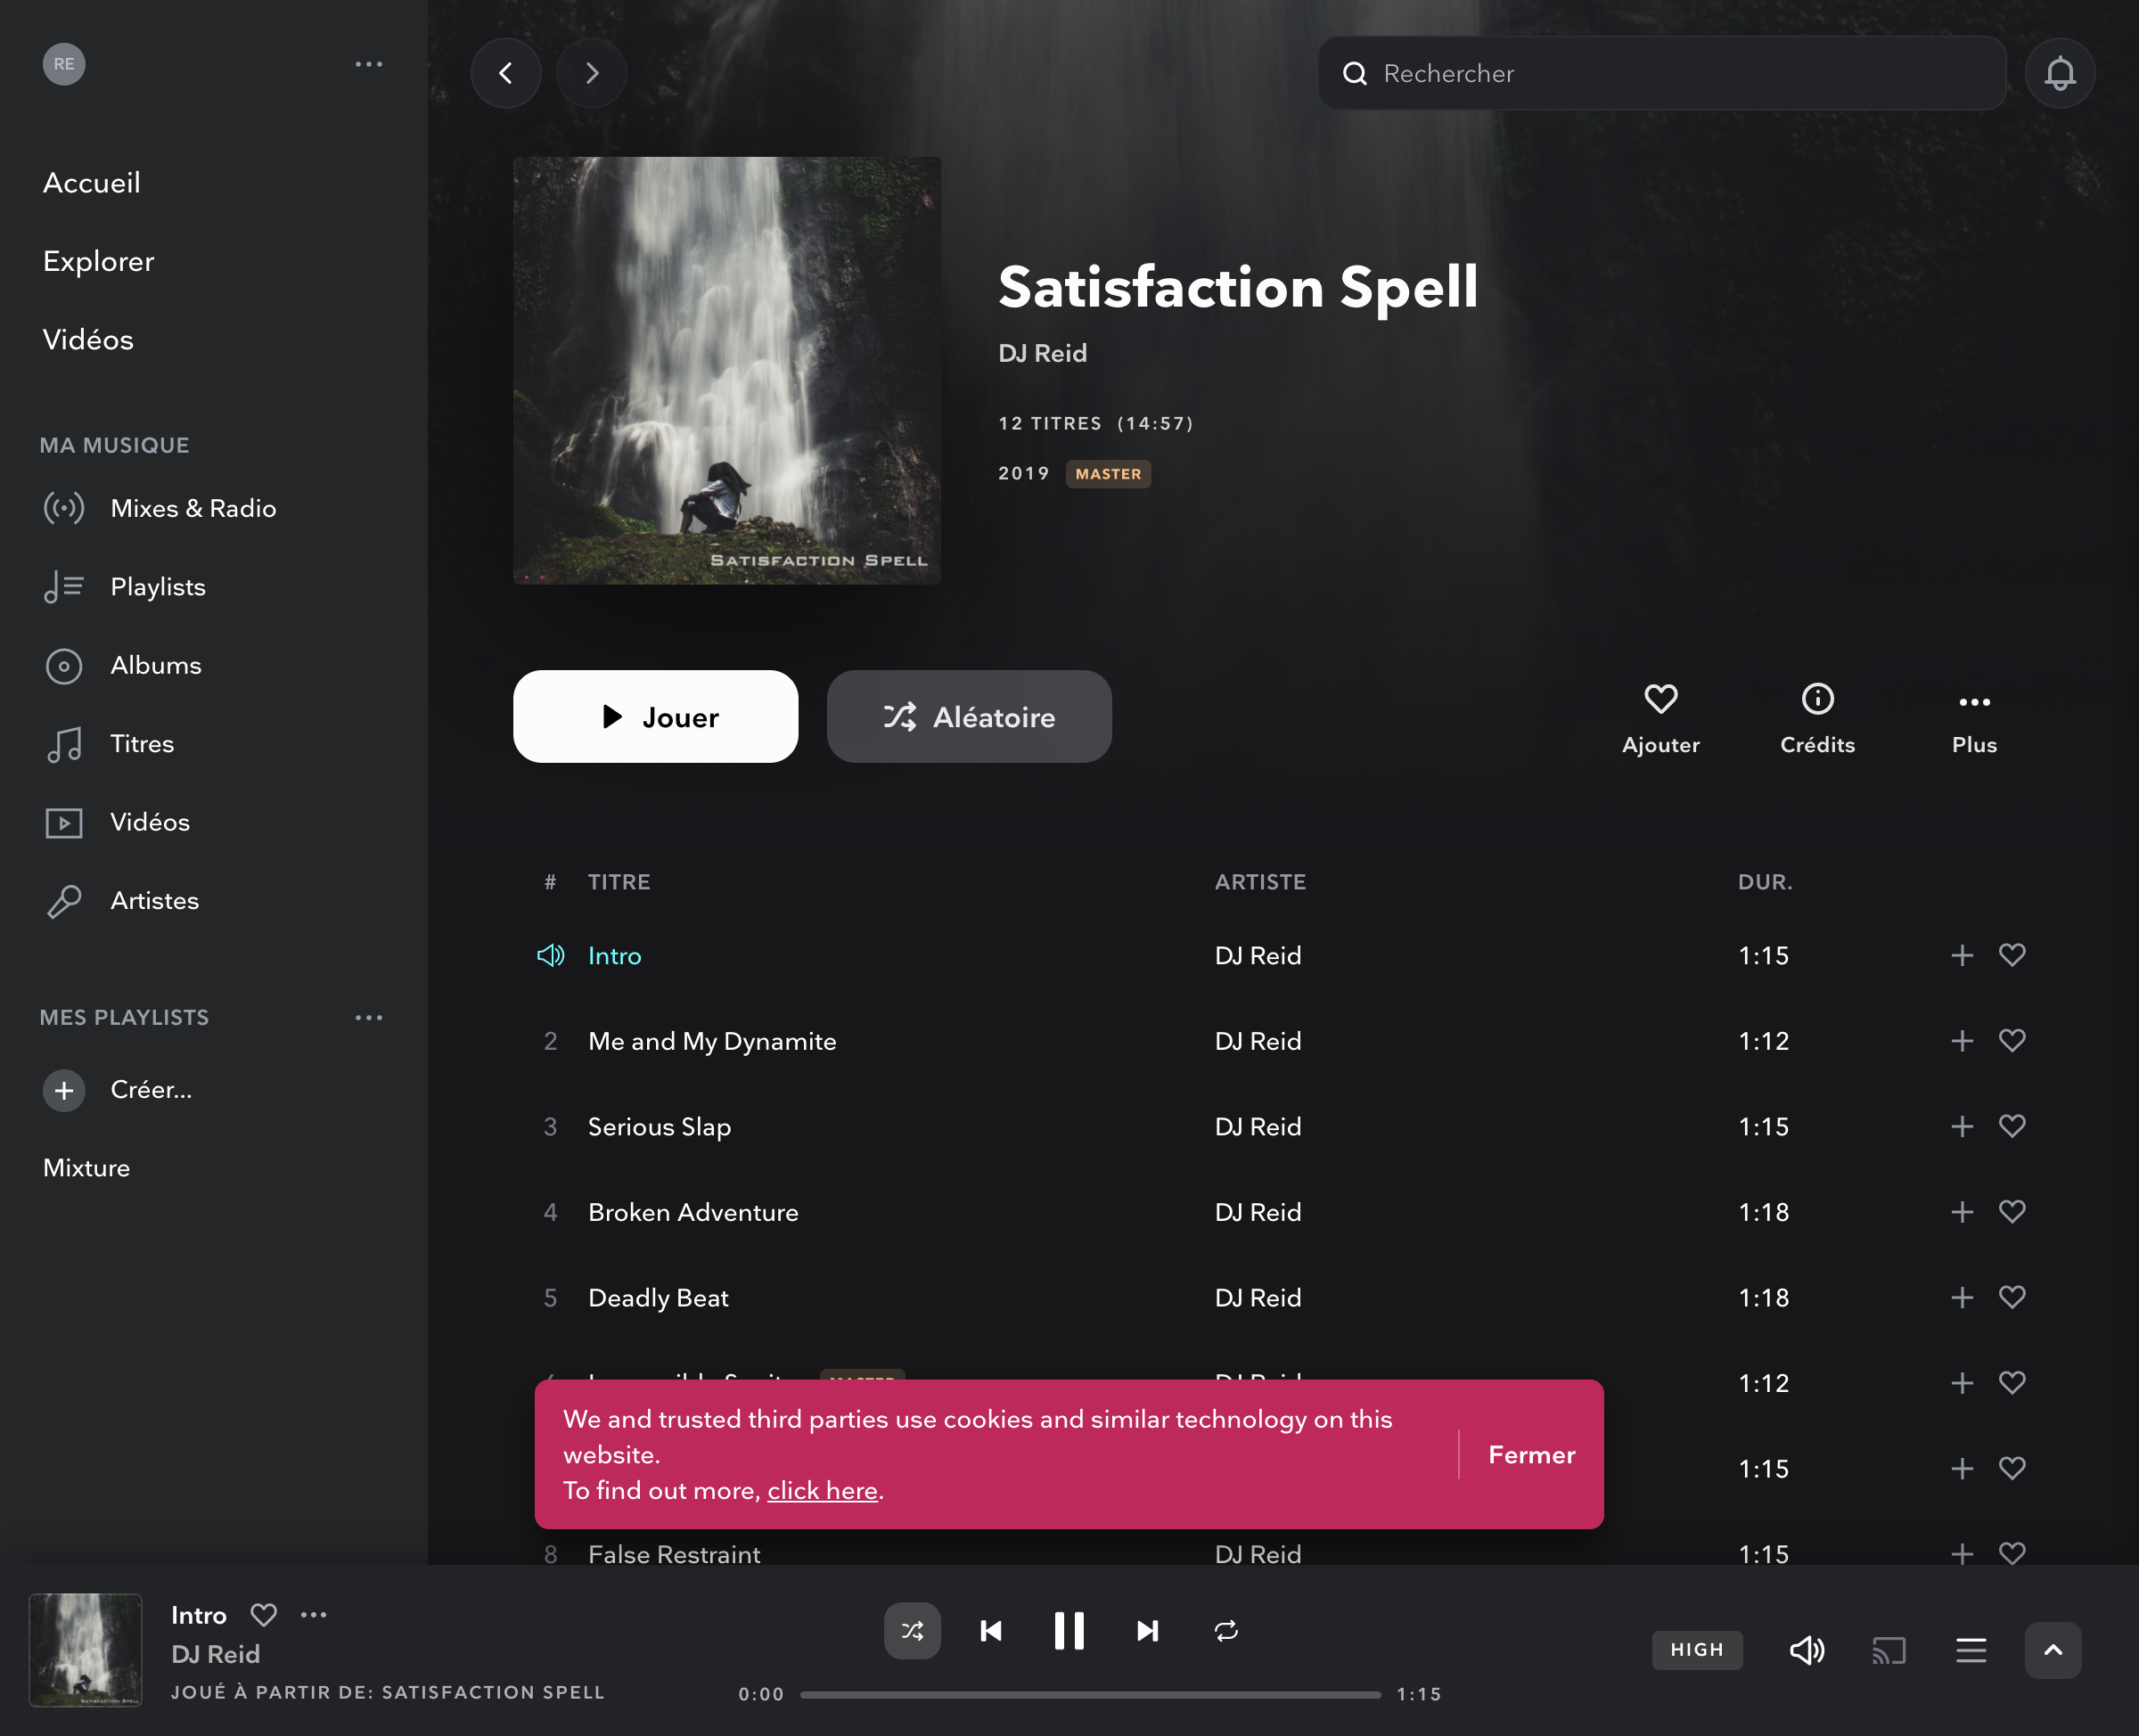 RE
Rechercher
Accueil
Explorer
Vidéos
MA MUSIQUE
Mixes & Radio
Playlists
Albums
Titres
Vidéos
Artistes
MES PLAYLISTS
Créer...
Mixture
SATISFACTION SPELL
Satisfaction Spell
DJ Reid
12 TITRES (14:57)
2019 MASTER
Jouer
Aléatoire
Ajouter
Crédits
Plus
# TITRE ARTISTE DUR.
Intro DJ Reid 1:15
2 Me and My Dynamite DJ Reid 1:12
3 Serious Slap DJ Reid 1:15
4 Broken Adventure DJ Reid 1:18
5 Deadly Beat DJ Reid 1:18
MASTER DJ Reid 1:12
1:15
We and trusted third parties use cookies and similar technology on this
website.
To find out more, click here.
Fermer
8 False Restraint DJ Reid 1:15
SATISFACTION SPELL
Intro
DJ Reid
JOUÉ À PARTIR DE: SATISFACTION SPELL
0:00 1:15
HIGH